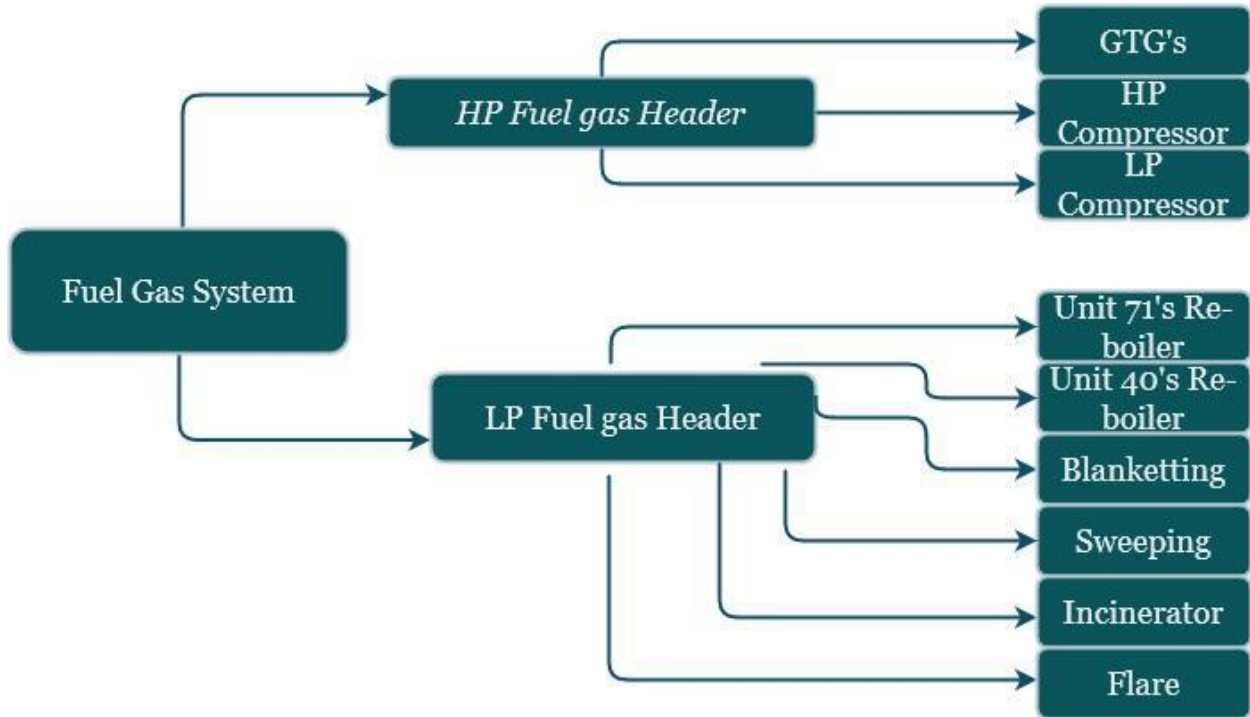 GTG's
HP Fuel gas Header
HP
Compressor
LP
Compressor
Fuel Gas System
Unit 71's Re-
boiler
Unit 40's Re-
boiler
LP Fuel gas Header
Blanketting
Sweeping
Incinerator
Flare